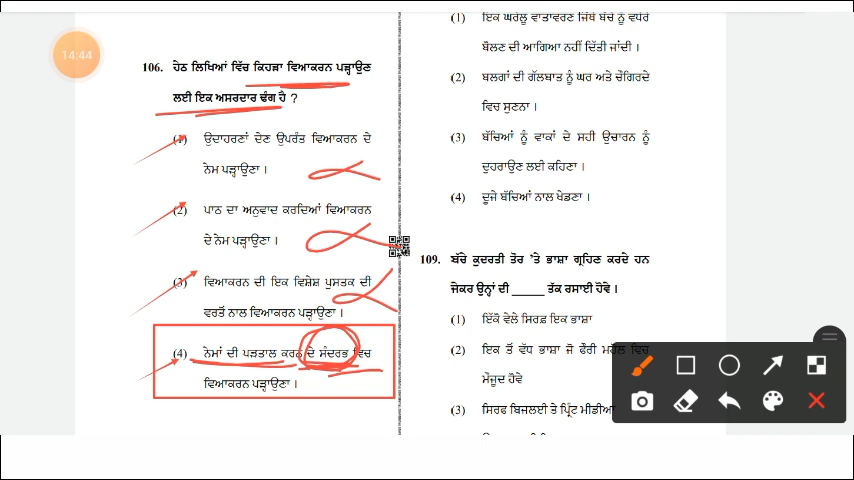 14:44
106. ਹੇਠ ਲਿਖਿਆਂ ਵਿੱਚ ਕਿਹੜਾ ਵਿਆਕਰਨ ਪੜ੍ਹਾਉਣ
ਲਈ ਇਕ ਅਸਰਦਾਰ ਢੰਗ ਹੈ ?
(1) ਉਦਾਹਰਣਾਂ ਦੇਣ ਉਪਰੰਤ ਵਿਆਕਰਨ ਦੇ
ਨੇਮ ਪੜ੍ਹਾਉਣਾ ।
(2) ਪਾਠ ਦਾ ਅਨੁਵਾਦ ਕਰਦਿਆਂ ਵਿਆਕਰਨ
ਦੇ ਨੇਮ ਪੜ੍ਹਾਉਣਾ ।
(3) ਵਿਆਕਰਨ ਦੀ ਇਕ ਵਿਸ਼ੇਸ਼ ਪੁਸਤਕ ਦੀ
ਵਰਤੋਂ ਨਾਲ ਵਿਆਕਰਨ ਪੜ੍ਹਾਉਣਾ ।
(4) ਨੇਮਾਂ ਦੀ ਪੜਤਾਲ ਕਰਨ ਦੇ ਸੰਦਰਭ ਵਿਚ
ਵਿਆਕਰਨ ਪੜ੍ਹਾਉਣਾ ।
(1) ਇਕ ਘਰੇਲੂ ਵਾਤਾਵਰਣ ਜਿੱਥੇ ਬੱਚੇ ਨੂੰ ਵਧੇਰੇ
ਬੋਲਣ ਦੀ ਆਗਿਆ ਨਹੀਂ ਦਿੱਤੀ ਜਾਂਦੀ ।
(2) ਬਲਗਾਂ ਦੀ ਗੱਲਬਾਤ ਨੂੰ ਘਰ ਅਤੇ ਚੌਗਿਰਦੇ
ਵਿਚ ਸੁਣਨਾ ।
(3) ਬੱਚਿਆਂ ਨੂੰ ਵਾਕਾਂ ਦੇ ਸਹੀ ਉਚਾਰਨ ਨੂੰ
ਦੁਹਰਾਉਣ ਲਈ ਕਹਿਣਾ ।
(4) ਦੂਜੇ ਬੱਚਿਆਂ ਨਾਲ ਖੇਡਣਾ ।
109. ਬੱਚੇ ਕੁਦਰਤੀ ਤੌਰ 'ਤੇ ਭਾਸ਼ਾ ਗ੍ਰਹਿਣ ਕਰਦੇ ਹਨ
ਜੇਕਰ ਉਨ੍ਹਾਂ ਦੀ _____ ਤੱਕ ਰਸਾਈ ਹੋਵੇ ।
(1) ਇੱਕੋ ਵੇਲੇ ਸਿਰਫ਼ ਇਕ ਭਾਸ਼ਾ
(2) ਇਕ ਤੋਂ ਵੱਧ ਭਾਸ਼ਾ ਜੋ ਫੌਰੀ ਮਹੌਲ ਵਿਚ
ਮੌਜੂਦ ਹੋਵੇ
(3) ਸਿਰਫ ਬਿਜਲਈ ਤੇ ਪ੍ਰਿੰਟ ਮੀਡੀਆ